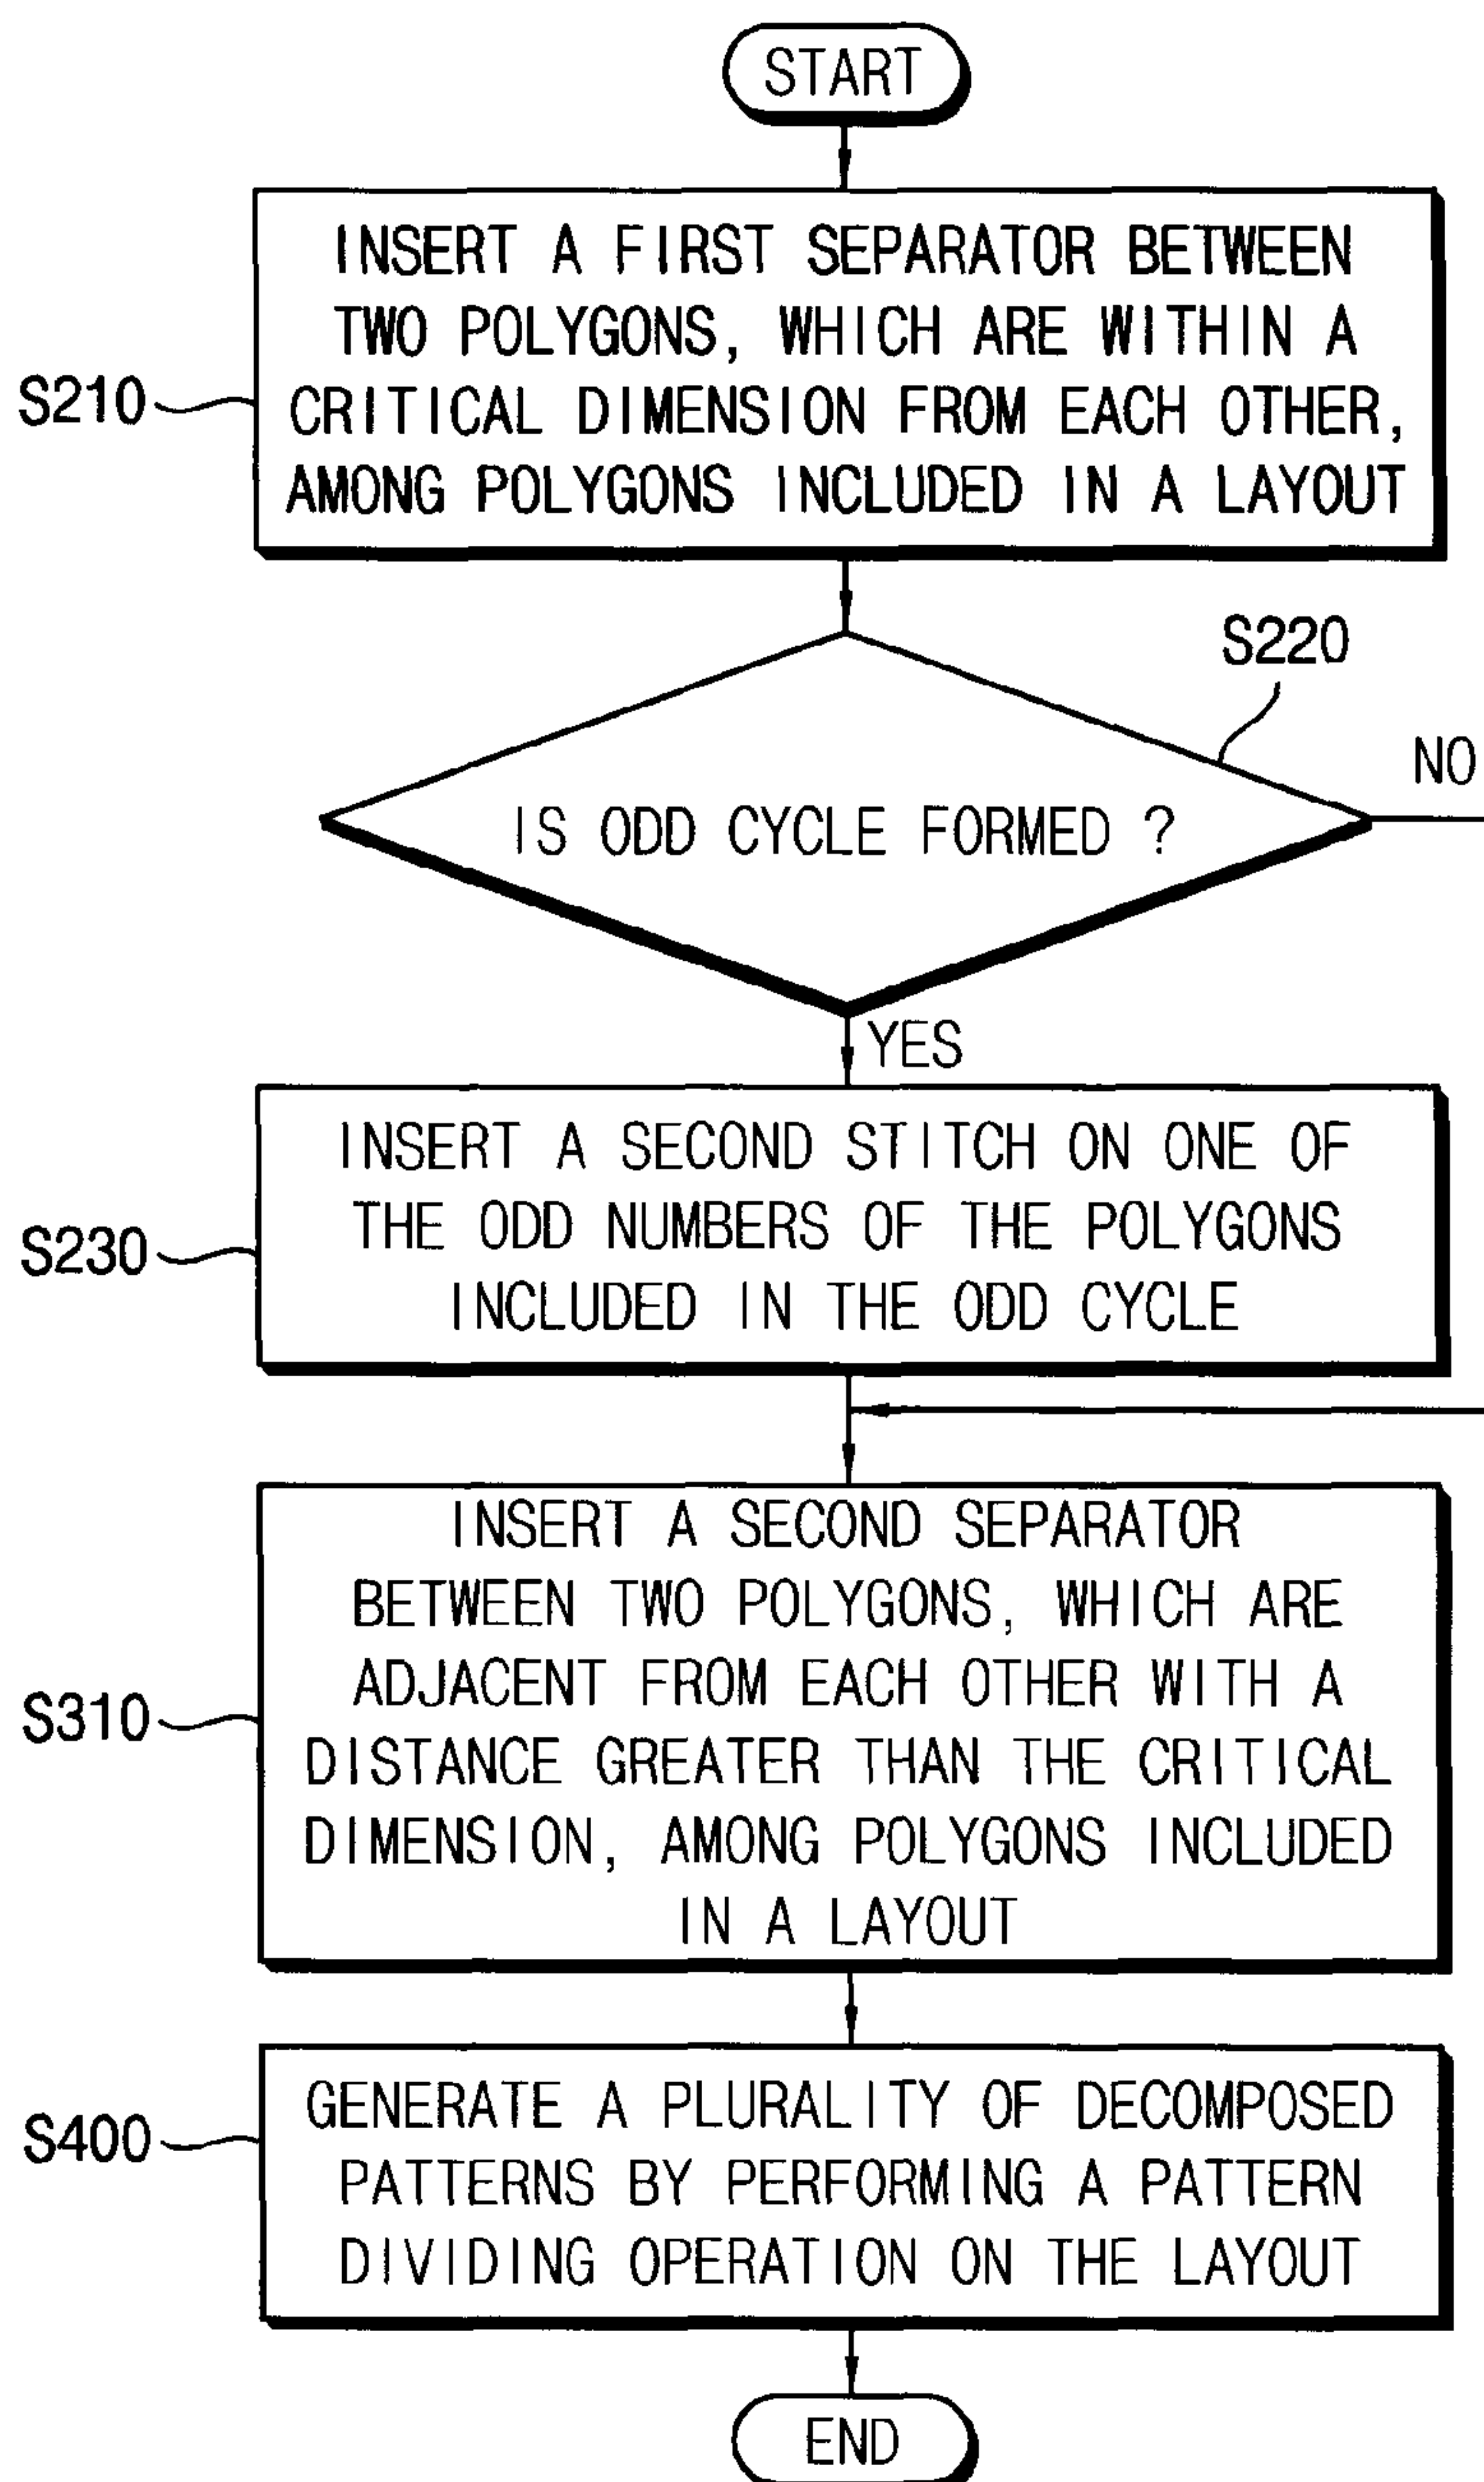 START
INSERT A FIRST SEPARATOR BETWEEN
TWO POLYGONS, WHICH ARE WITHIN A
CRITICAL DIMENSION FROM EACH OTHER,
AMONG POLYGONS INCLUDED IN A LAYOUT
S210
S220
NO
IS ODD CYCLE FORMED ?
YES
INSERT A SECOND STITCH ON ONE OF
THE ODD NUMBERS OF THE POLYGONS
INCLUDED IN THE ODD CYCLE
S230
INSERT A SECOND SEPARATOR
BETWEEN TWO POLYGONS, WHICH ARE
ADJACENT FROM EACH OTHER WITH A
DISTANCE GREATER THAN THE CRITICAL
DIMENSION, AMONG POLYGONS INCLUDED
IN A LAYOUT
S310
GENERATE A PLURALITY OF DECOMPOSED
PATTERNS BY PERFORMING A PATTERN
DIVIDING OPERATION ON THE LAYOUT
S400
END